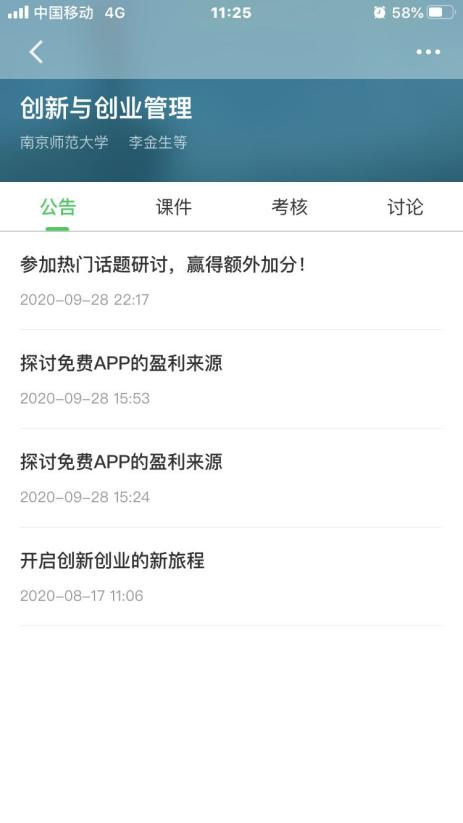 中国移动 4G 11:25 58%
创新与创业管理
南京师范大学 李金生等
公告 课件 考核 讨论
参加热门话题研讨，赢得额外加分！
2020-09-28 22:17
探讨免费APP的盈利来源
2020-09-28 15:53
探讨免费APP的盈利来源
2020-09-28 15:24
开启创新创业的新旅程
2020-08-17 11:06